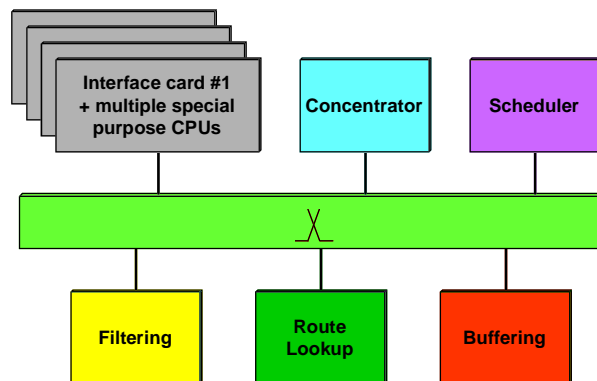 Interface card #1
+ multiple special
purpose CPUs
Concentrator
Scheduler
Filtering
Route
Lookup
Buffering